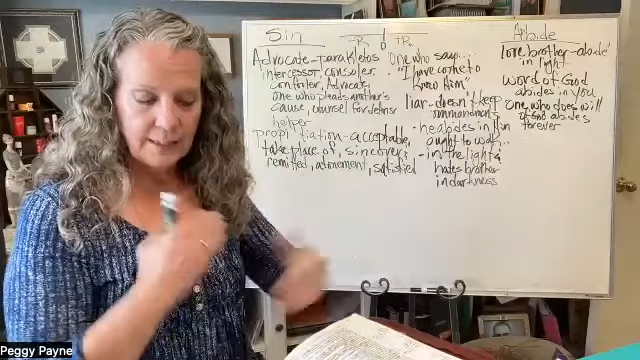 Sin
-R 0 +R
Abide
Advocate - parakletos
intercessor, consoler
comforter, Advocate,
one who pleads another's
cause, counsel for defense
helper
propitiation - acceptable,
take place of, sin cover,
remitted, atonement, satisfied
One who say...
"I have come to
know Him"
liar - doesn't keep
commandments
- he abides in Him
ought to walk..
- in the light &
hates brother
in darkness
love brother - abide
in light
word of God
abides in you
one who does will
of God abides
forever
Peggy Payne